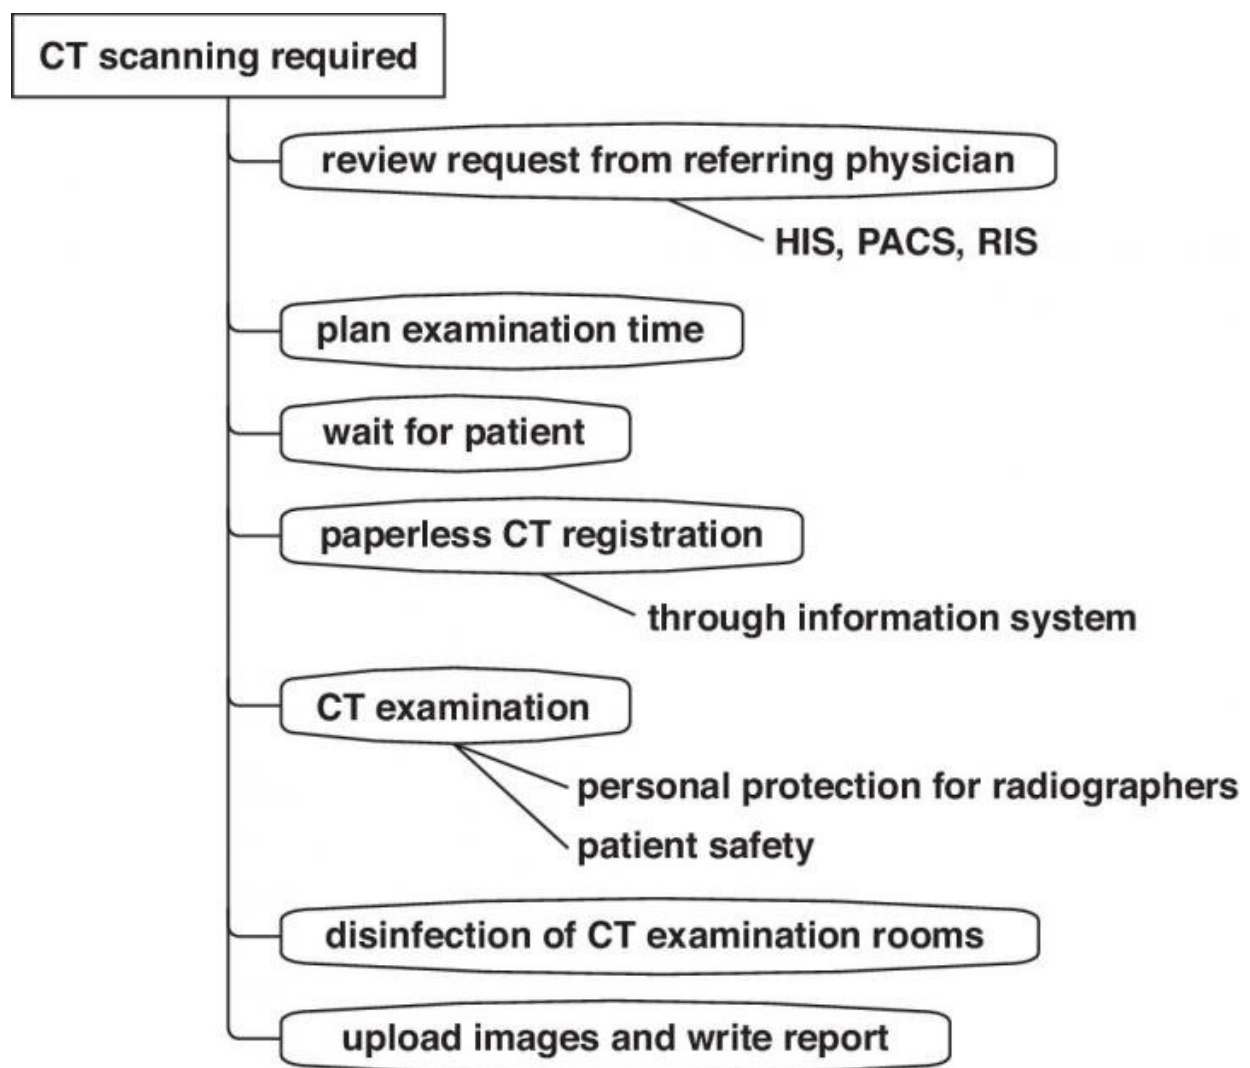 CT scanning required
review request from referring physician
HIS, PACS, RIS
plan examination time
wait for patient
paperless CT registration
through information system
CT examination
personal protection for radiographers
patient safety
disinfection of CT examination rooms
upload images and write report